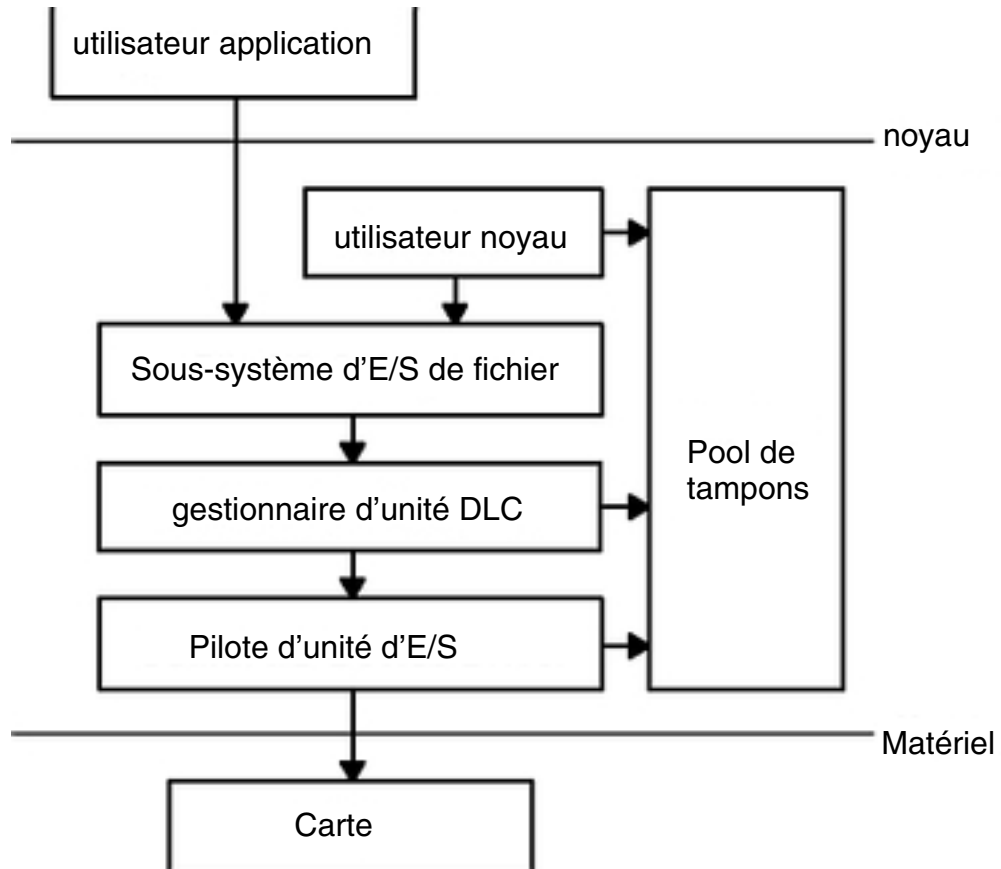 utilisateur application
noyau
utilisateur noyau
Sous-système d’E/S de fichier
Pool de
tampons
gestionnaire d’unité DLC
Pilote d’unité d’E/S
Matériel
Carte